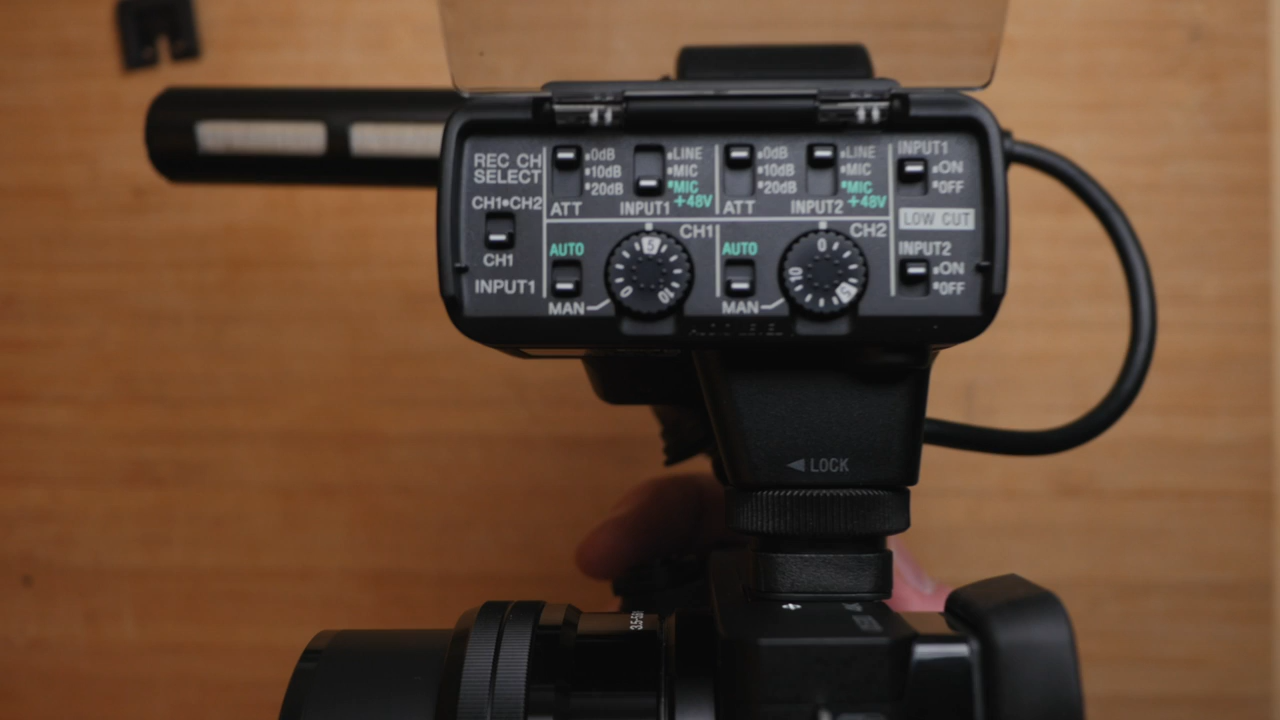 REC CH
SELECT
CH1•CH2
CH1
INPUT1
0dB
10dB
20dB
ATT
LINE
MIC
MIC
+48V
INPUT1
0dB
10dB
20dB
ATT
LINE
MIC
MIC
+48V
INPUT2
INPUT1
ON
OFF
LOW CUT
INPUT2
ON
OFF
AUTO
MAN
CH1
5
0
10
AUTO
MAN
CH2
0
10
5
AUDIO LEVEL
◀LOCK